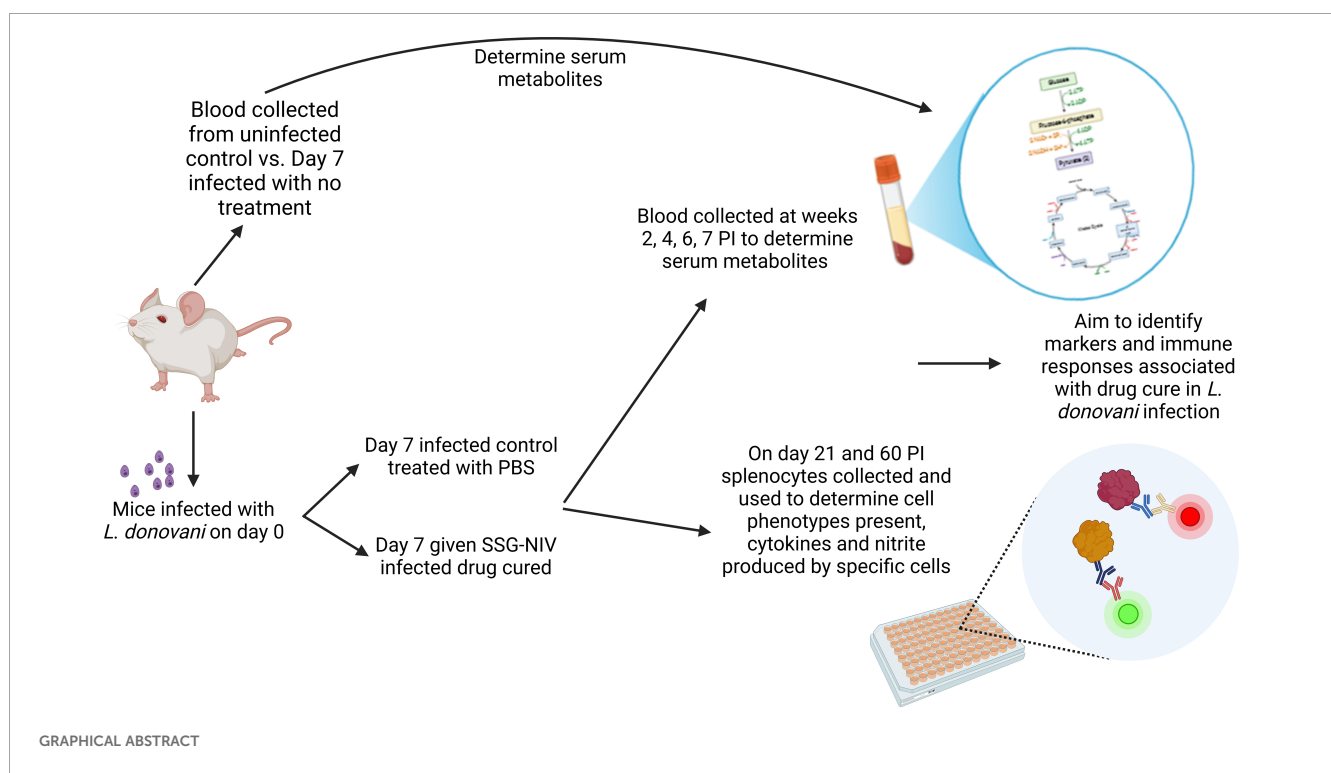 Determine serum
metabolites
Blood collected
from uninfected
control vs. Day 7
infected with no
treatment
Blood collected at weeks
2, 4, 6, 7 PI to determine
serum metabolites
Glucose
Pyruvate (2)
Aim to identify
markers and immune
responses associated
with drug cure in L.
donovani infection
Mice infected with
L. donovani on day 0
Day 7 infected control
treated with PBS
Day 7 given SSG-NIV
infected drug cured
On day 21 and 60 PI
splenocytes collected and
used to determine cell
phenotypes present,
cytokines and nitrite
produced by specific cells
GRAPHICAL ABSTRACT